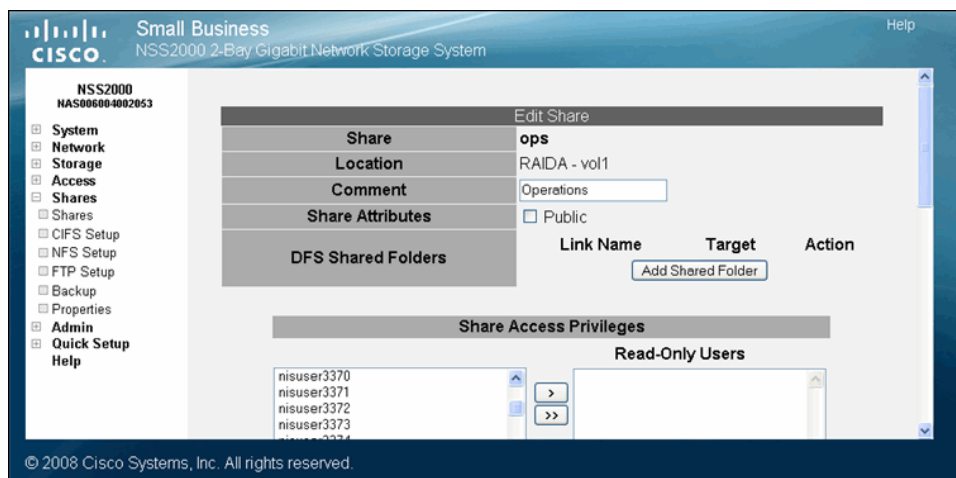 Small Business
Help
CISCO
NSS2000 2-Bay Gigabit Network Storage System
NSS2000
NAS006004002053
System
Network
Storage
Access
Shares
Shares
CIFS Setup
NFS Setup
FTP Setup
Backup
Properties
Admin
Quick Setup
Help
Edit Share
Share ops
Location RAIDA - vol1
Comment Operations
Share Attributes Public
DFS Shared Folders
Link Name Target Action
Add Shared Folder
Share Access Privileges
Read-Only Users
nisuser3370
nisuser3371
nisuser3372
nisuser3373
nisuser3374
>
>>
© 2008 Cisco Systems, Inc. All rights reserved.